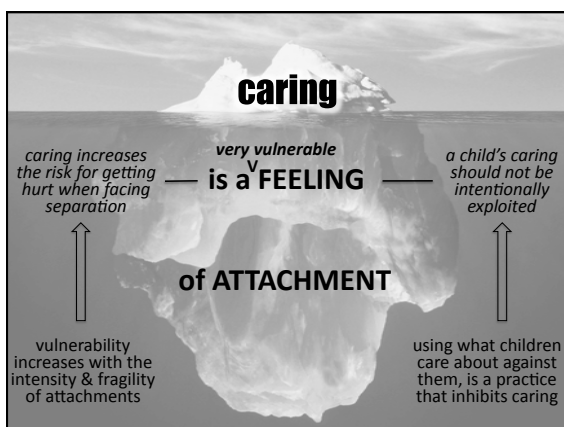 caring
very vulnerable
is a v FEELING
of ATTACHMENT
caring increases
the risk for getting
hurt when facing
separation
vulnerability
increases with the
intensity & fragility
of attachments
a child's caring
should not be
intentionally
exploited
using what children
care about against
them, is a practice
that inhibits caring